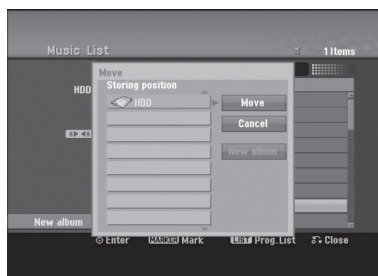 Music List
1 Items
Move
Storing position
HDD
HDD
Move
Cancel
New album
New album
Enter MARKER Mark LIST Prog.List Close